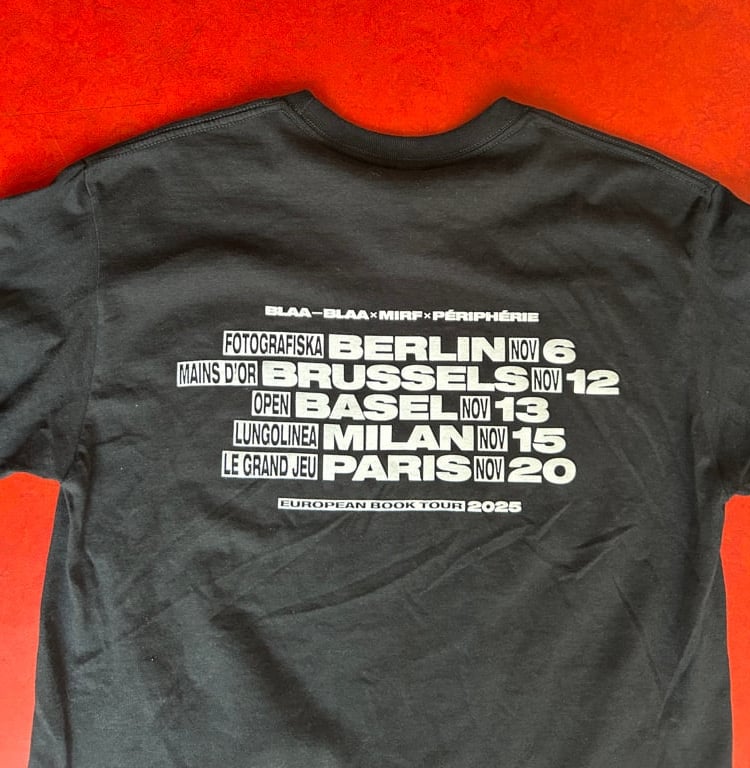 BLAA—BLAA×MIRF×PÉRIPHÉRIE
FOTOGRAFISKA BERLIN NOV 6
MAINS D'OR BRUSSELS NOV 12
OPEN BASEL NOV 13
LUNGOLINEA MILAN NOV 15
LE GRAND JEU PARIS NOV 20
EUROPEAN BOOK TOUR 2025